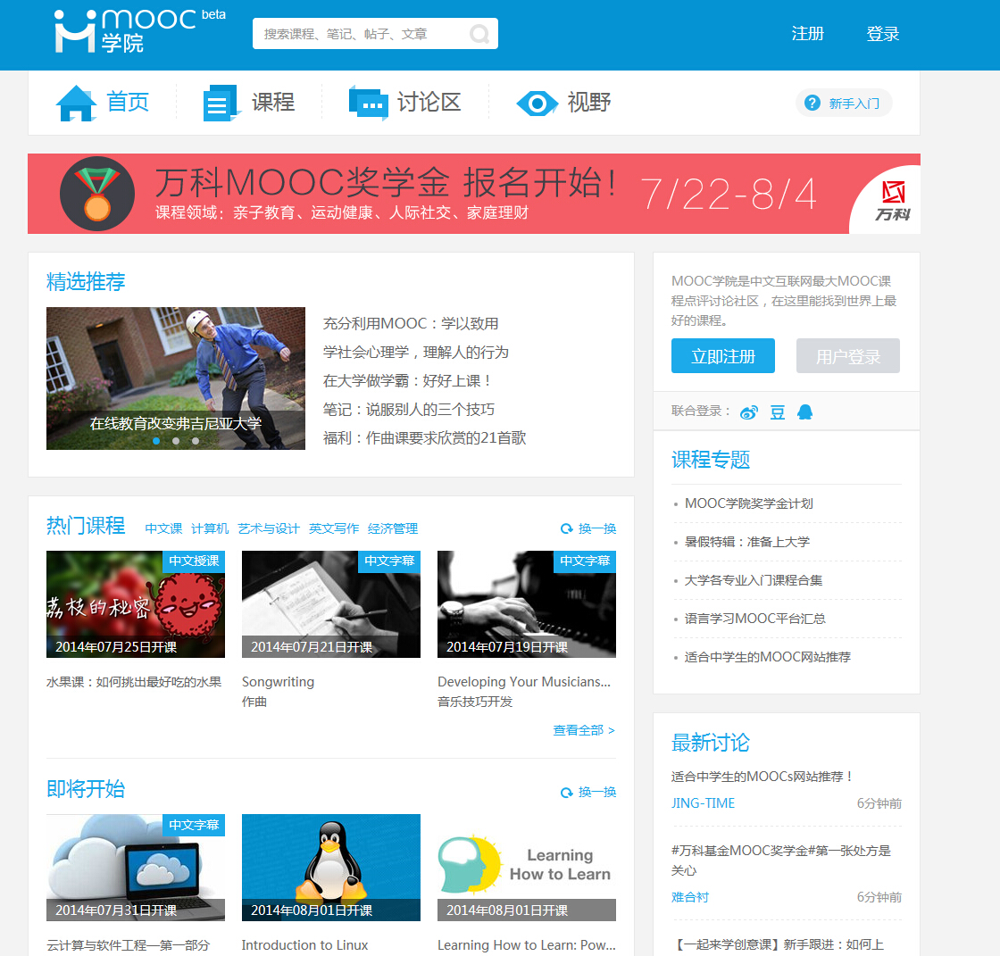 mooc beta
学院
搜索课程、笔记、帖子、文章
注册 登录
首页 课程 讨论区 视野
? 新手入门
万科MOOC奖学金 报名开始！ 7/22-8/4
课程领域：亲子教育、运动健康、人际社交、家庭理财
万科
精选推荐
在线教育改变弗吉尼亚大学
充分利用MOOC：学以致用
学社会心理学，理解人的行为
在大学做学霸：好好上课！
笔记：说服别人的三个技巧
福利：作曲课要求欣赏的21首歌
热门课程 中文课 计算机 艺术与设计 英文写作 经济管理 换一换
中文授课 中文字幕 中文字幕
荔枝的秘密
2014年07月25日开课 2014年07月21日开课 2014年07月19日开课
水果课：如何挑出最好吃的水果 Songwriting Developing Your Musicians...
作曲 音乐技巧开发
查看全部 >
即将开始 换一换
中文字幕
Learning
How to Learn
2014年07月31日开课 2014年08月01日开课 2014年08月01日开课
云计算与软件工程—第一部分 Introduction to Linux Learning How to Learn: Pow...
MOOC学院是中文互联网最大MOOC课
程点评讨论社区，在这里能找到世界上最
好的课程。
立即注册 用户登录
联合登录： 豆
课程专题
• MOOC学院奖学金计划
• 暑假特辑：准备上大学
• 大学各专业入门课程合集
• 语言学习MOOC平台汇总
• 适合中学生的MOOC网站推荐
最新讨论
适合中学生的MOOCs网站推荐！
JING-TIME 6分钟前
#万科基金MOOC奖学金#第一张处方是
关心
难合衬 6分钟前
【一起来学创意课】新手跟进：如何上